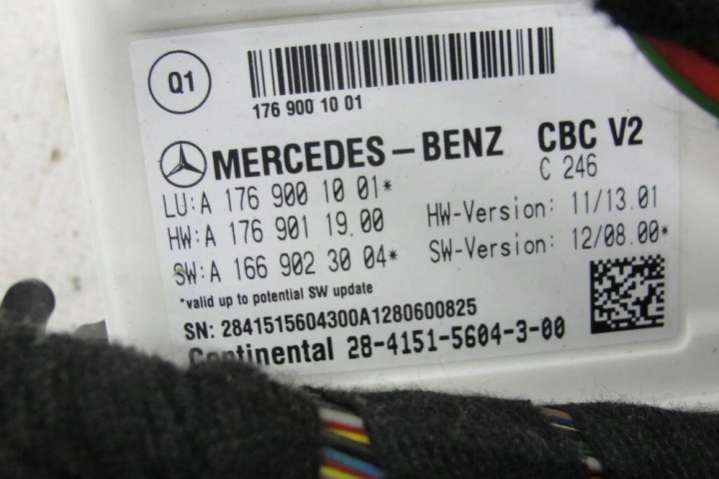 Q1
176 900 10 01
MERCEDES-BENZ CBC V2
C 246
LU:A 176 900 10 01* HW-Version: 11/13.01
HW:A 176 901 19.00 SW-Version: 12/08.00*
SW:A 166 902 30 04*
*valid up to potential SW update
SN: 2841515604300A1280600825
Continental 28-4151-5604-3-00